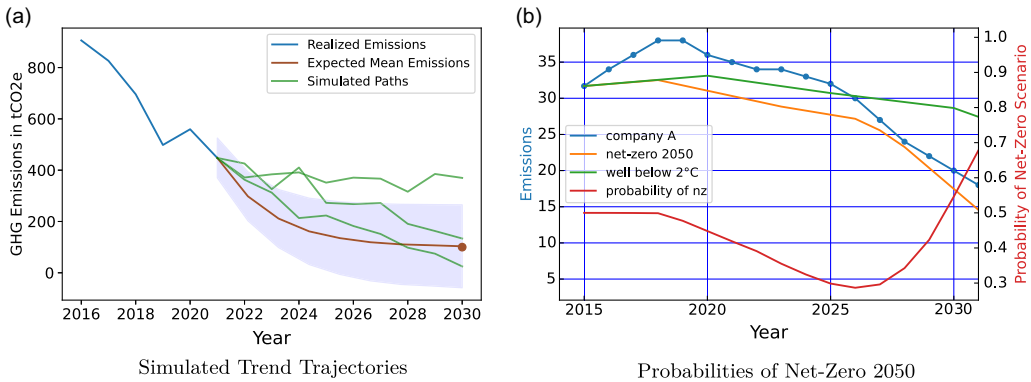 (a)
GHG Emissions in tCO2e
800
600
400
200
0
Realized Emissions
Expected Mean Emissions
Simulated Paths
2016 2018 2020 2022 2024 2026 2028 2030
Year
Simulated Trend Trajectories
(b)
Emissions
35
30
25
20
15
10
5
company A
net-zero 2050
well below 2°C
probability of nz
1.0
0.9
0.8
0.7
0.6
0.5
0.4
0.3
Probability of Net-Zero Scenario
2015 2020 2025 2030
Year
Probabilities of Net-Zero 2050